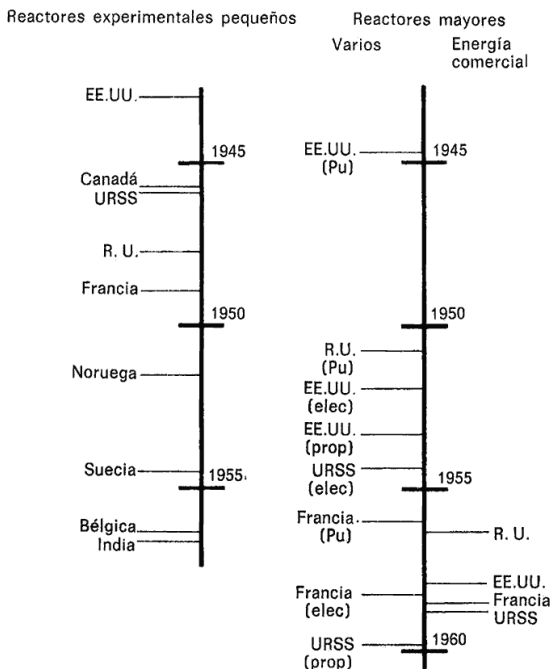 Reactores experimentales pequeños
EE.UU.
1945
Canadá
URSS
R. U.
Francia
1950
Noruega
Suecia
1955
Bélgica
India
Reactores mayores
Varios
Energía
comercial
EE.UU.
(Pu)
1945
1950
R.U.
(Pu)
EE.UU.
(elec)
EE.UU.
(prop)
URSS
(elec)
1955
Francia
(Pu)
R. U.
EE.UU.
Francia
(elec)
Francia
URSS
URSS
(prop)
1960